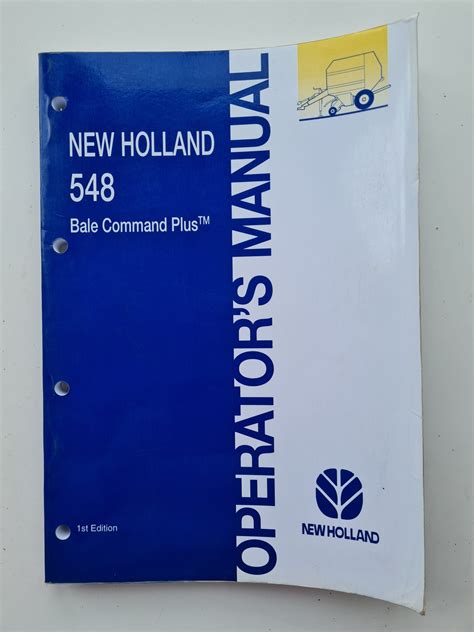 NEW HOLLAND
548
Bale Command Plus™
OPERATOR'S MANUAL
1st Edition
NEW HOLLAND